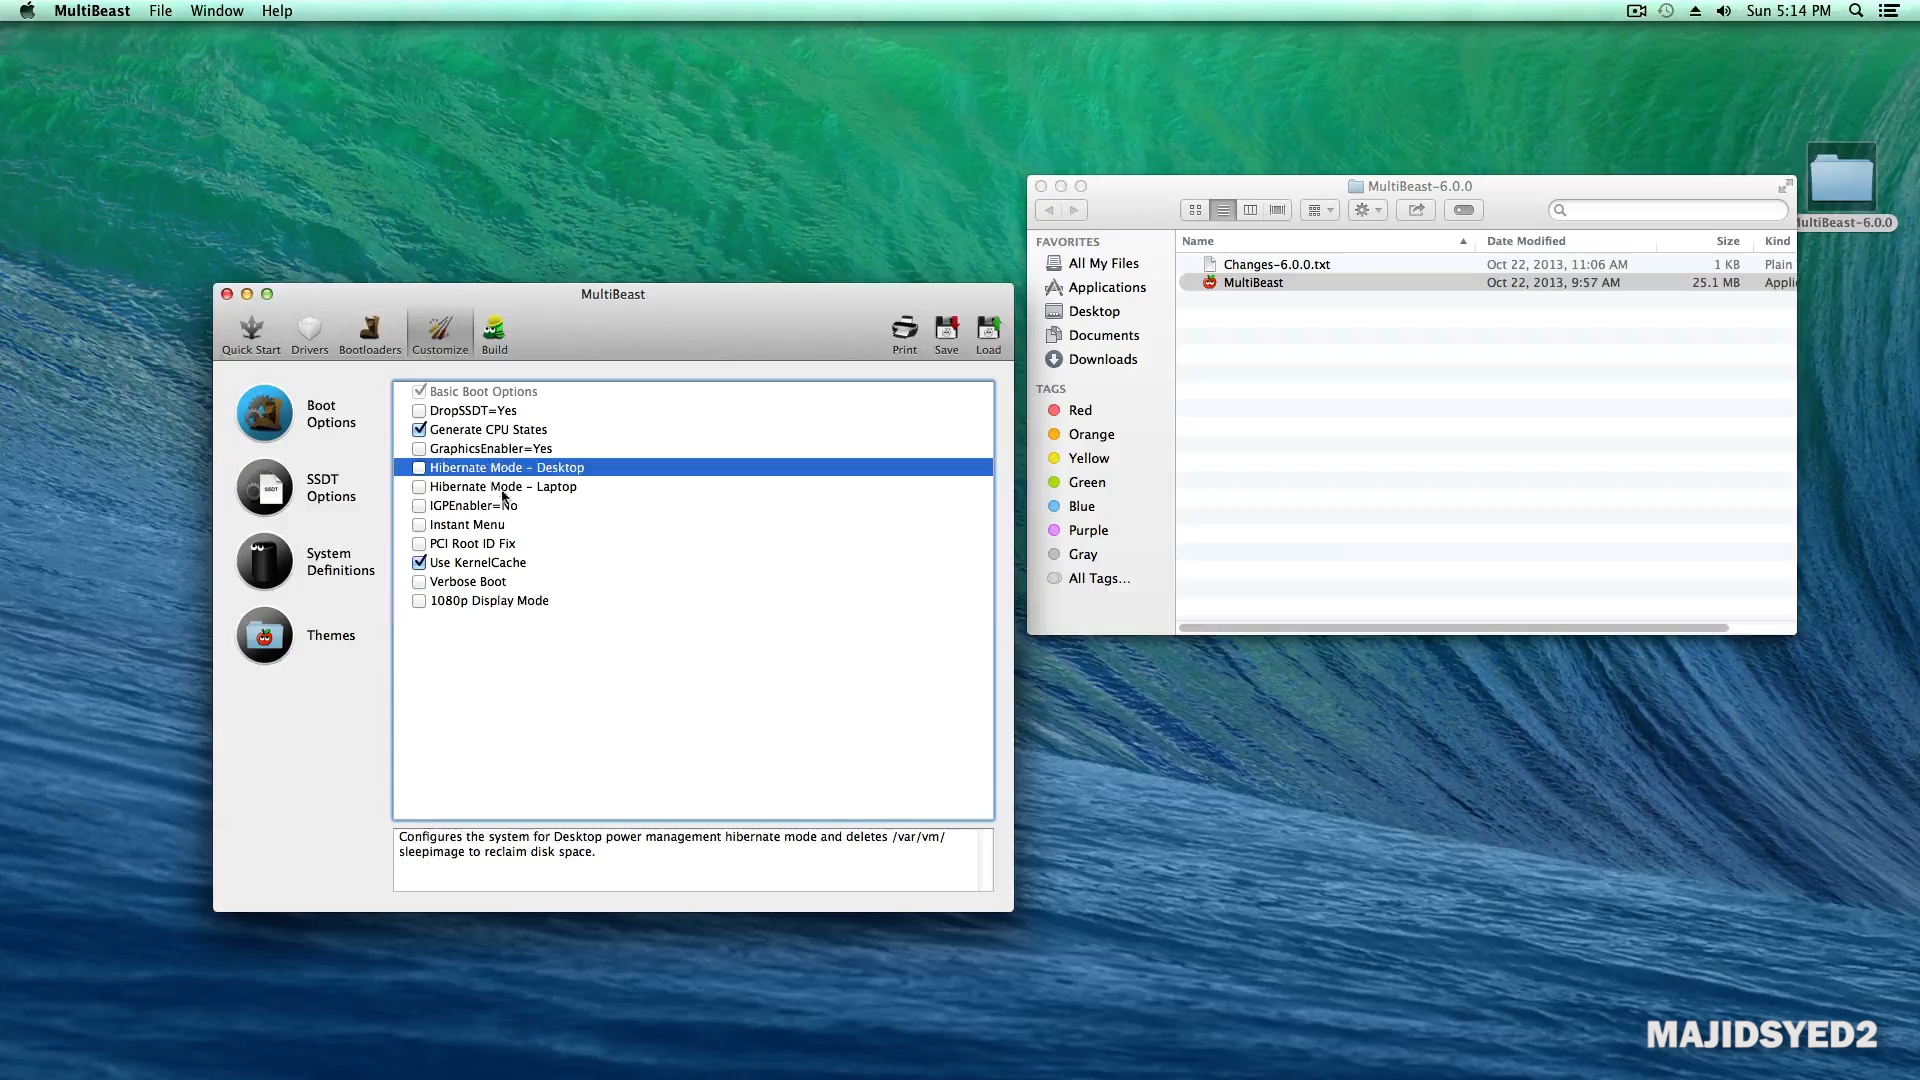 MultiBeast File Window Help
Sun 5:14 PM
MultiBeast-6.0.0
MultiBeast-6.0.0
FAVORITES
All My Files
Applications
Desktop
Documents
Downloads
TAGS
Red
Orange
Yellow
Green
Blue
Purple
Gray
All Tags...
Name Date Modified Size Kind
Changes-6.0.0.txt Oct 22, 2013, 11:06 AM 1 KB Plain
MultiBeast Oct 22, 2013, 9:57 AM 25.1 MB Appli
MultiBeast
Quick Start Drivers Bootloaders Customize Build Print Save Load
Boot
Options
SSDT
SSDT
Options
System
Definitions
Themes
Basic Boot Options
DropSSDT=Yes
Generate CPU States
GraphicsEnabler=Yes
Hibernate Mode – Desktop
Hibernate Mode – Laptop
IGPEnabler=No
Instant Menu
PCI Root ID Fix
Use KernelCache
Verbose Boot
1080p Display Mode
Configures the system for Desktop power management hibernate mode and deletes /var/vm/
sleepimage to reclaim disk space.
MAJIDSYED2